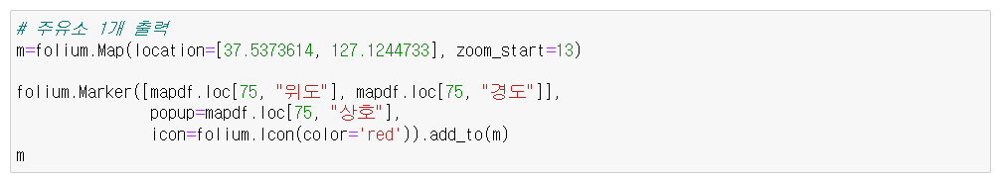 # 주유소 1개 출력
m=folium.Map(location=[37.5373614, 127.1244733], zoom_start=13)
folium.Marker([mapdf.loc[75, "위도"], mapdf.loc[75, "경도"]],
popup=mapdf.loc[75, "상호"],
icon=folium.Icon(color='red')).add_to(m)
m